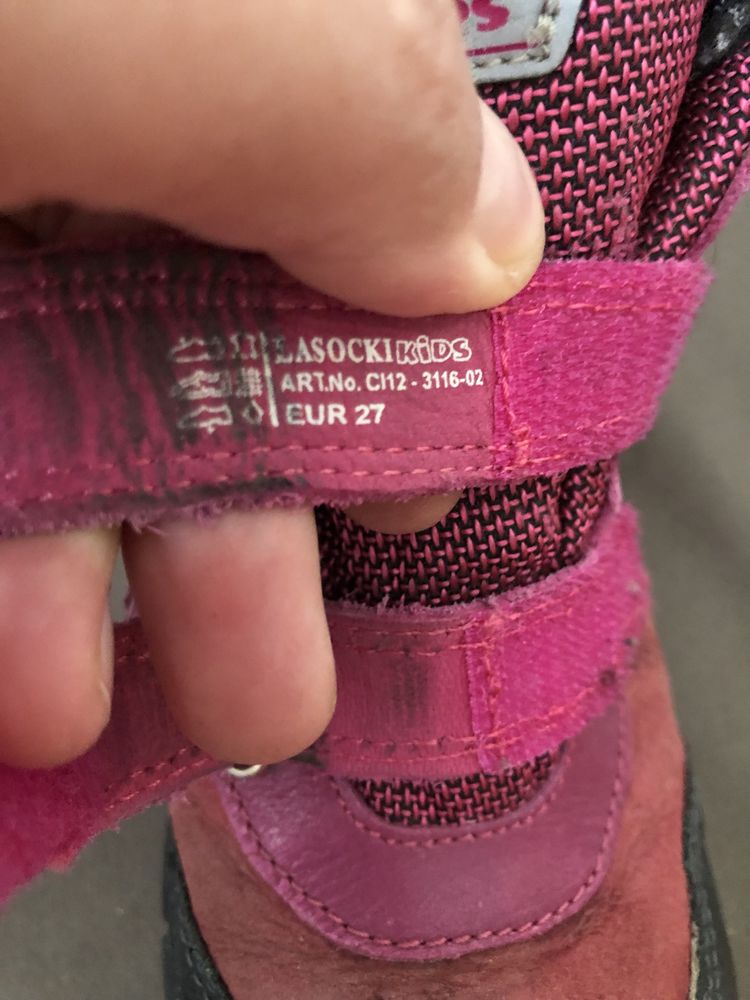 LASOCKI KiDS
ART.No. CI12 - 3116-02
EUR 27